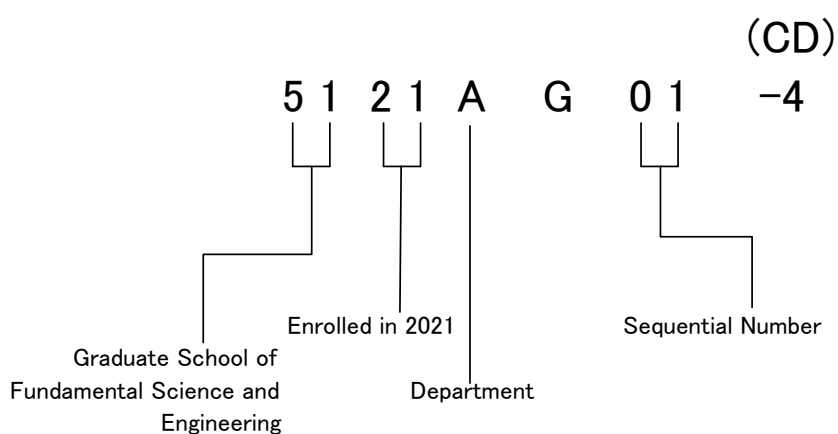 (CD)
5 1 2 1 A G 0 1 -4
Enrolled in 2021
Sequential Number
Graduate School of
Fundamental Science and
Engineering
Department